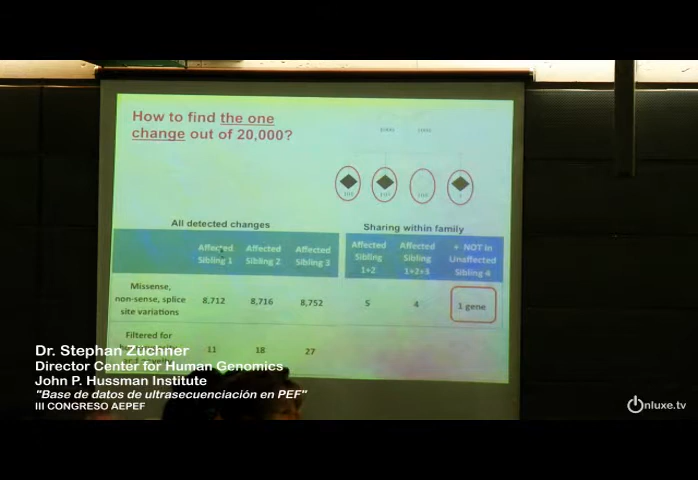 How to find the one
change out of 20,000?
All detected changes
Sharing within family
Affected Sibling 1
Affected Sibling 2
Affected Sibling 3
Affected Sibling 1+2
Affected Sibling 1+2+3
+ NOT in Unaffected Sibling 4
Missense,
non-sense, splice
site variations
8,712
8,716
8,752
5
4
1 gene
Filtered for
11
18
27
Dr. Stephan Züchner
Director Center for Human Genomics
John P. Hussman Institute
"Base de datos de ultrasecuenciación en PEF"
III CONGRESO AEPEF
Onluxe.tv